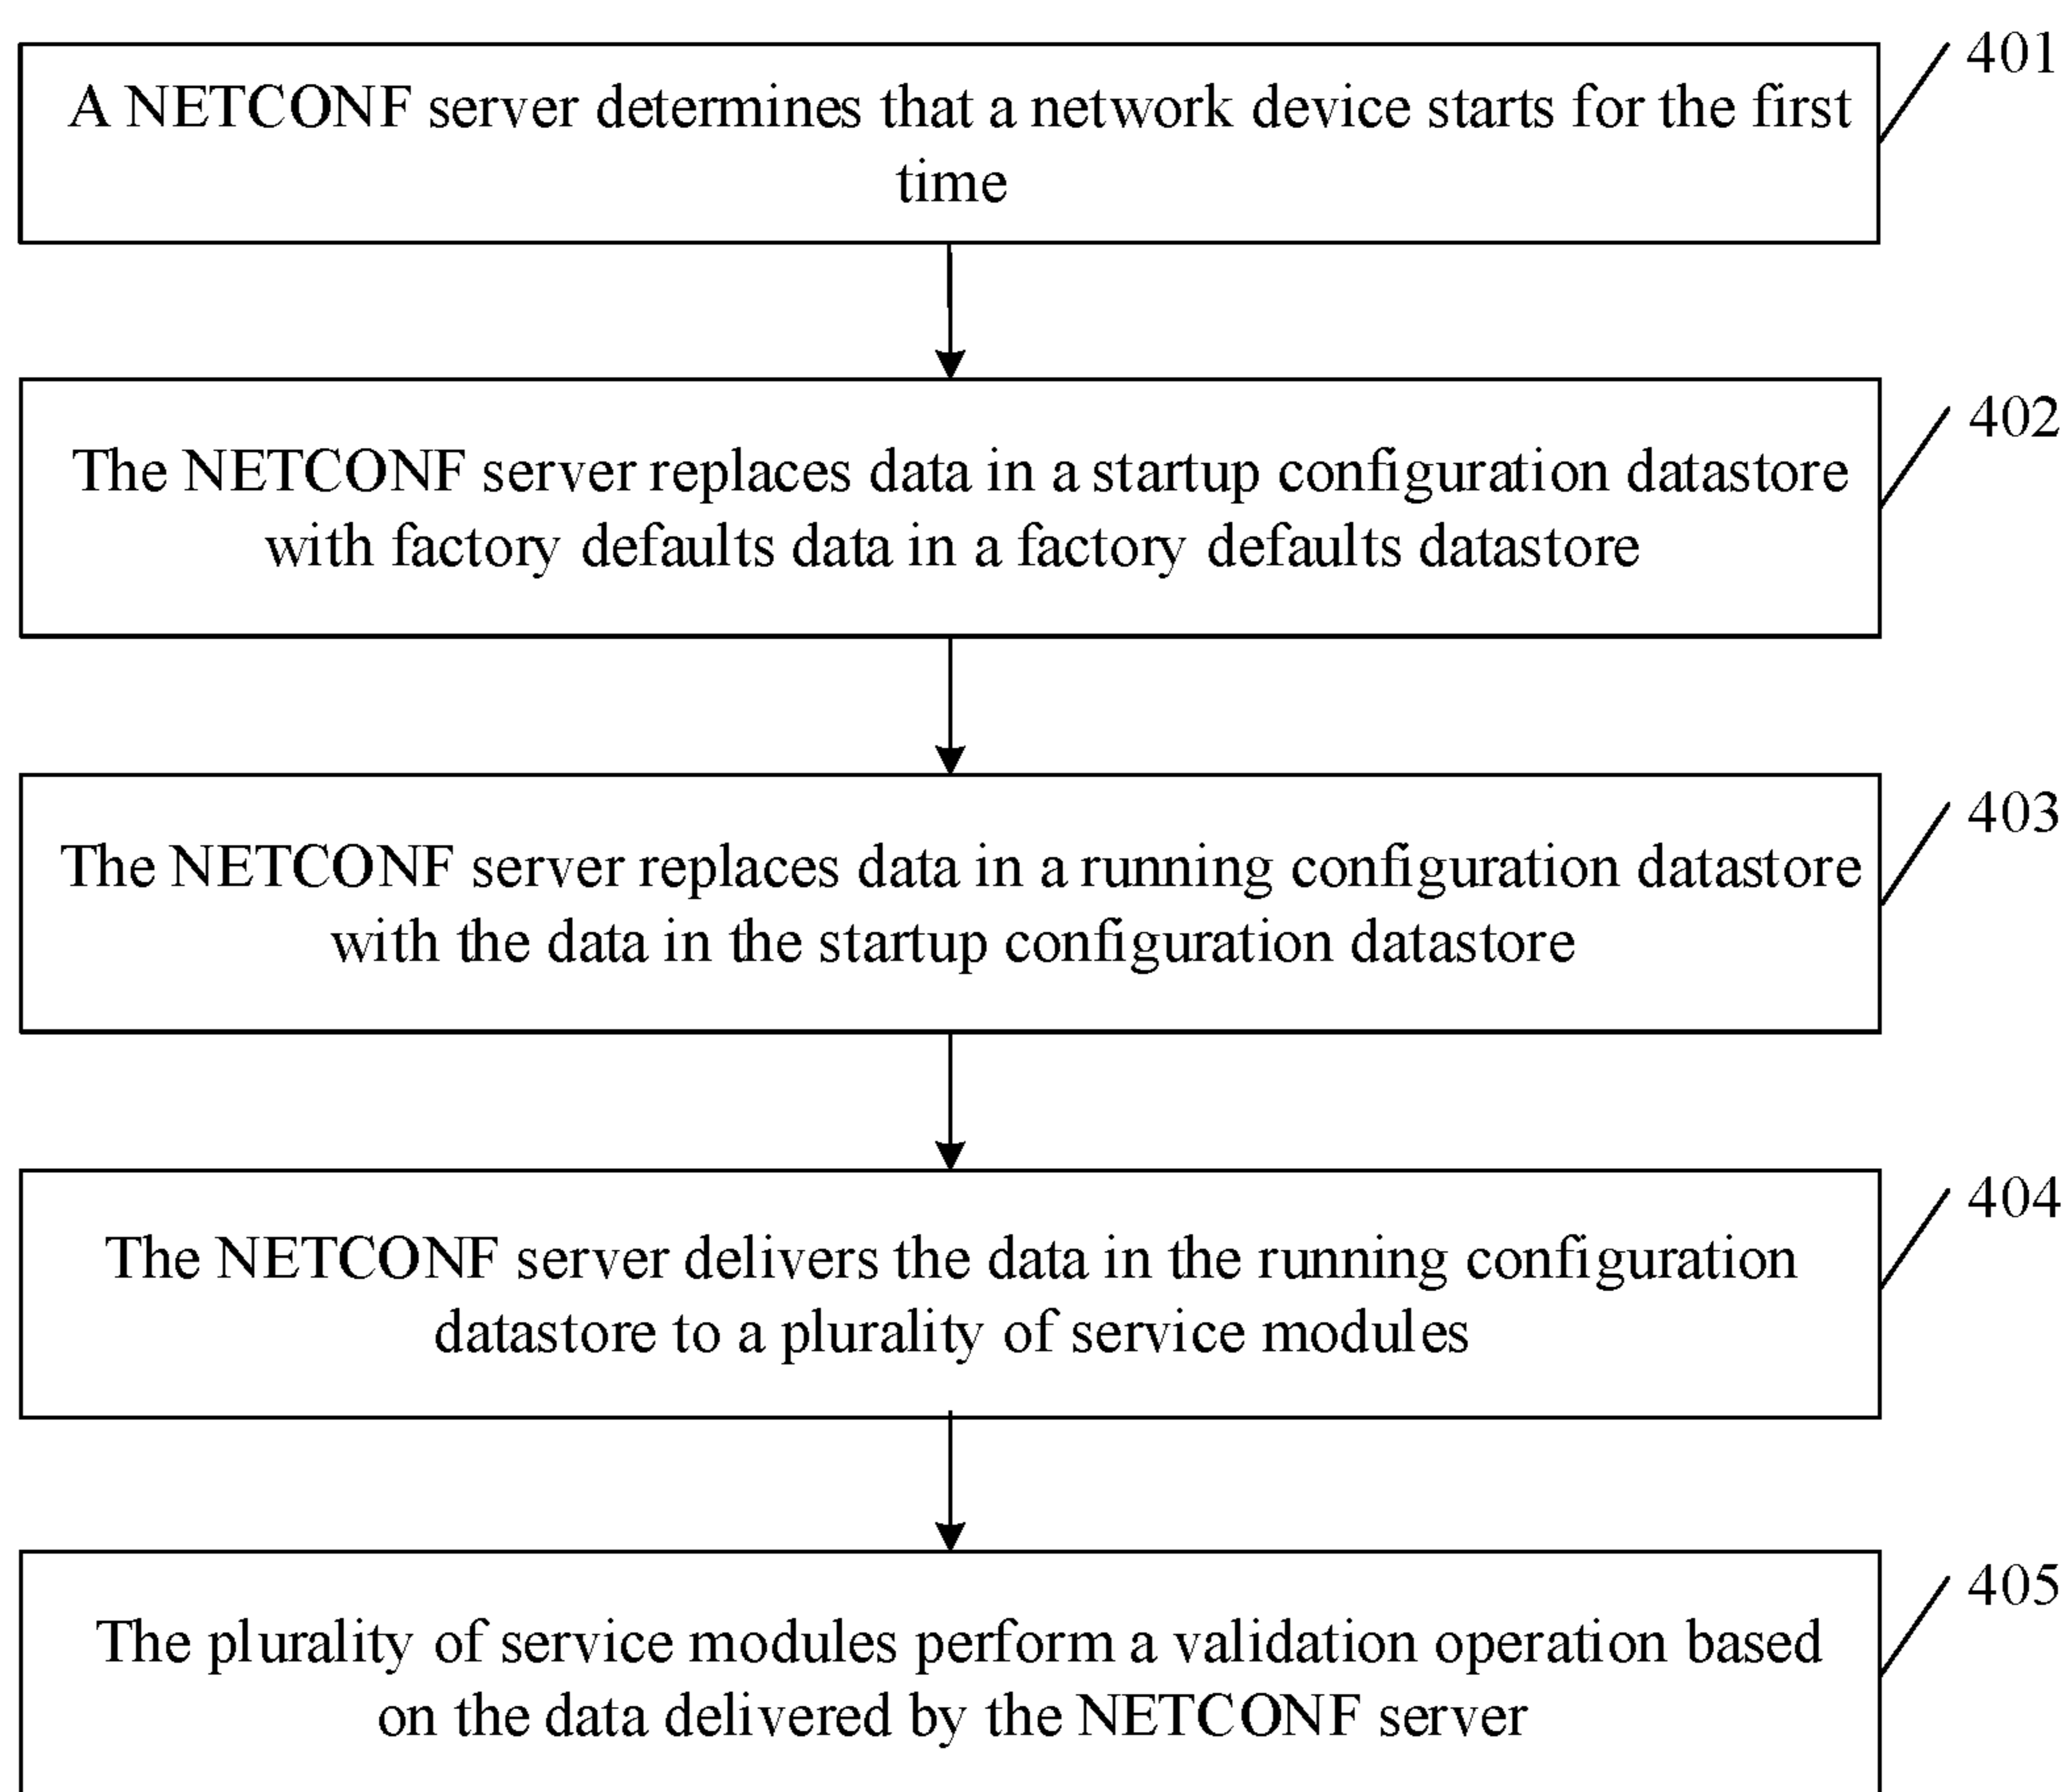 401
A NETCONF server determines that a network device starts for the first
time
402
The NETCONF server replaces data in a startup configuration datastore
with factory defaults data in a factory defaults datastore
403
The NETCONF server replaces data in a running configuration datastore
with the data in the startup configuration datastore
404
The NETCONF server delivers the data in the running configuration
datastore to a plurality of service modules
405
The plurality of service modules perform a validation operation based
on the data delivered by the NETCONF server